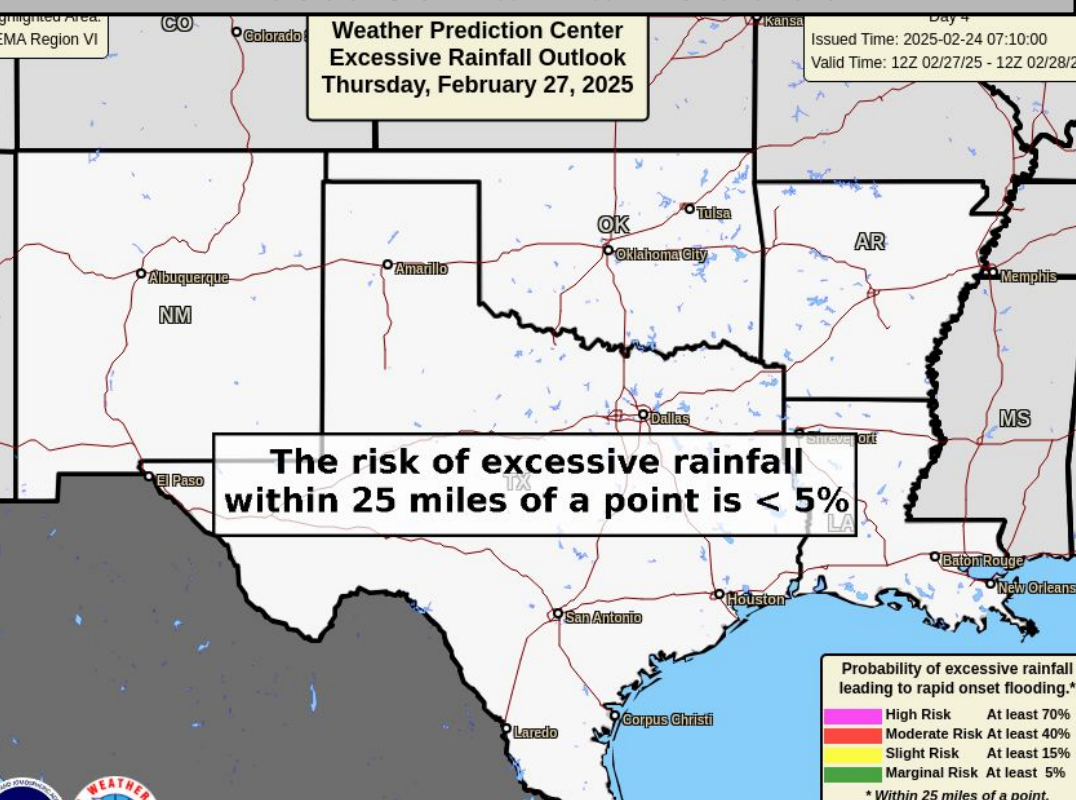 Highlighted Area:
EMA Region VI
CO
Colorado
Weather Prediction Center
Excessive Rainfall Outlook
Thursday, February 27, 2025
Kansa
Day 4
Issued Time: 2025-02-24 07:10:00
Valid Time: 12Z 02/27/25 - 12Z 02/28/2
Tulsa
OK
Oklahoma City
AR
Amarillo
Albuquerque
Memphis
NM
Dallas
MS
Shreveport
The risk of excessive rainfall
within 25 miles of a point is < 5%
El Paso
TX
LA
Baton Rouge
New Orleans
Houston
San Antonio
Corpus Christi
Laredo
Probability of excessive rainfall
leading to rapid onset flooding.*
High Risk At least 70%
Moderate Risk At least 40%
Slight Risk At least 15%
Marginal Risk At least 5%
* Within 25 miles of a point.
WEATHER